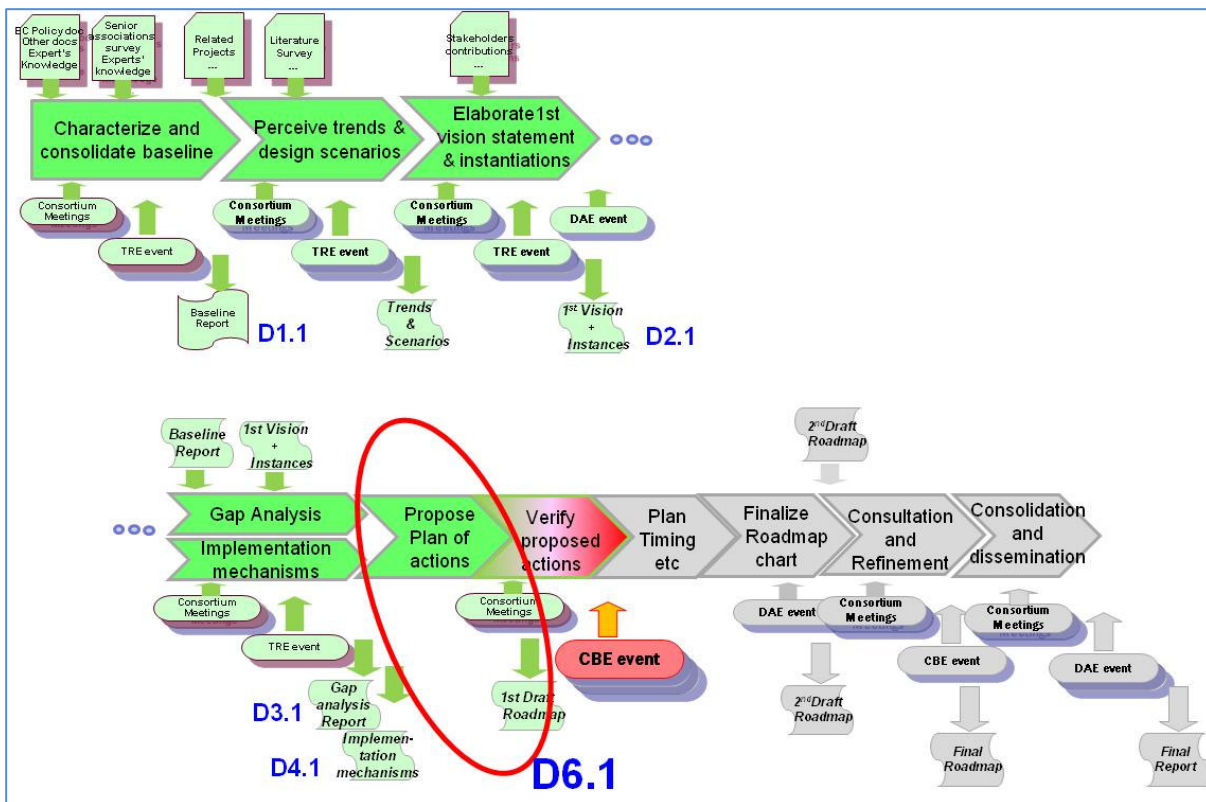 EC Policy doc
Other docs
Expert's
Knowledge
Senior
associations
survey
Experts'
knowledge
Related
Projects
...
Literature
Survey
...
Stakeholders
contributions
...
Characterize and
consolidate baseline
Perceive trends &
design scenarios
Elaborate 1st
vision statement
& instantiations
Consortium
Meetings
TRE event
Baseline
Report
D1.1
Consortium
Meetings
TRE event
Trends
&
Scenarios
Consortium
Meetings
TRE event
DAE event
1st Vision
+
Instances
D2.1
Baseline
Report
1st Vision
+
Instances
2nd Draft
Roadmap
Gap Analysis
Implementation
mechanisms
Propose
Plan of
actions
Verify
proposed
actions
Plan
Timing
etc
Finalize
Roadmap
chart
Consultation
and
Refinement
Consolidation
and
dissemination
Consortium
Meetings
TRE event
D3.1
Gap
analysis
Report
D4.1
Implemen-
tation
mechanisms
Consortium
Meetings
1st Draft
Roadmap
D6.1
CBE event
DAE event
2nd Draft
Roadmap
Consortium
Meetings
CBE event
Final
Roadmap
Consortium
Meetings
DAE event
Final
Report